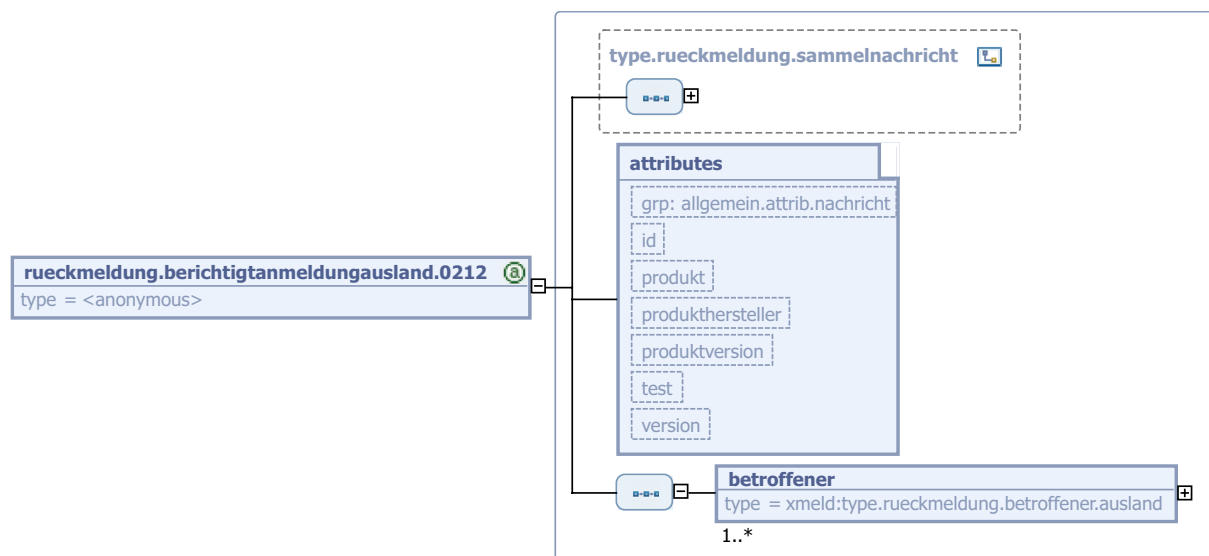 type.rueckmeldung.sammelnachricht
attributes
grp: allgemein.attrib.nachricht
id
produkt
rueckmeldung.berichtigtanmeldungausland.0212 @
type = <anonymous>
produkthersteller
produktversion
test
version
betroffener
type = xmeld:type.rueckmeldung.betroffener.ausland
1..*